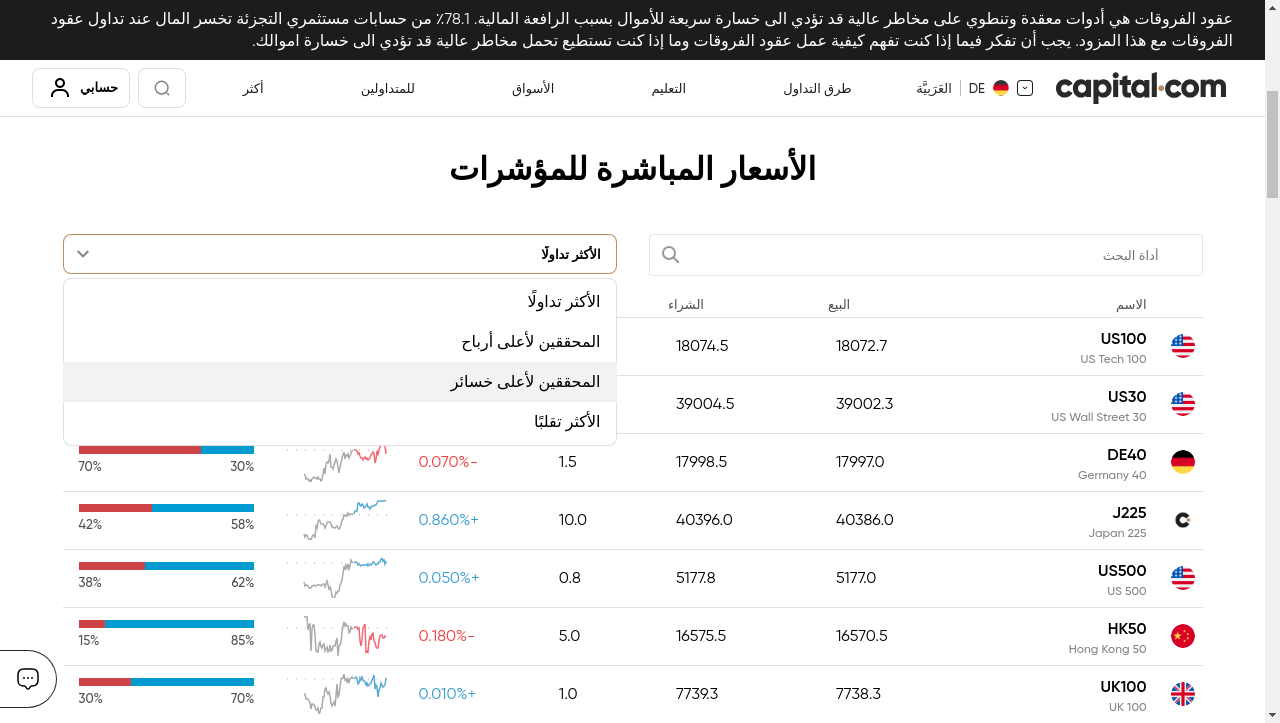 عقود الفروقات هي أدوات معقدة وتنطوي على مخاطر عالية قد تؤدي الى خسارة سريعة للأموال بسبب الرافعة المالية. 78.1٪ من حسابات مستثمري التجزئة تخسر المال عند تداول عقود
الفروقات مع هذا المزود. يجب أن تفكر فيما إذا كنت تفهم كيفية عمل عقود الفروقات وما إذا كنت تستطيع تحمل مخاطر عالية قد تؤدي الى خسارة اموالك.
capital.com
DE | العَرَبيَّة
طرق التداول
التعليم
الأسواق
للمتداولين
أكثر
حسابي
الأسعار المباشرة للمؤشرات
أداة البحث
الأكثر تداولًا
الأكثر تداولًا
المحققين لأعلى أرباح
المحققين لأعلى خسائر
الأكثر تقلبًا
الاسم البيع الشراء
US100 18072.7 18074.5
US Tech 100
US30 39002.3 39004.5
US Wall Street 30
DE40 17997.0 17998.5 1.5 0.070%- 30% 70%
Germany 40
J225 40386.0 40396.0 10.0 0.860%+ 58% 42%
Japan 225
US500 5177.0 5177.8 0.8 0.050%+ 62% 38%
US 500
HK50 16570.5 16575.5 5.0 0.180%- 85% 15%
Hong Kong 50
UK100 7738.3 7739.3 1.0 0.010%+ 70% 30%
UK 100